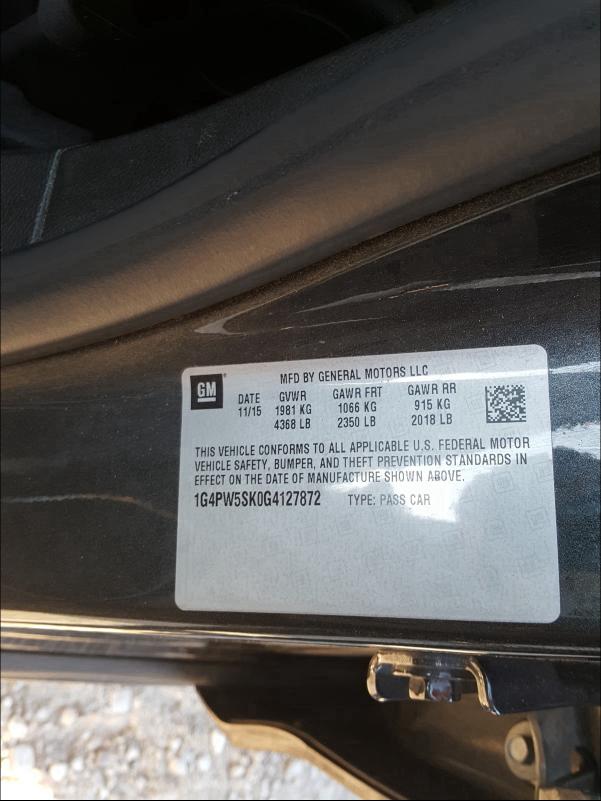 GM MFD BY GENERAL MOTORS LLC
DATE GVWR GAWR FRT GAWR RR
11/15 1981 KG 1066 KG 915 KG
4368 LB 2350 LB 2018 LB
THIS VEHICLE CONFORMS TO ALL APPLICABLE U.S. FEDERAL MOTOR
VEHICLE SAFETY, BUMPER, AND THEFT PREVENTION STANDARDS IN
EFFECT ON THE DATE OF MANUFACTURE SHOWN ABOVE.
1G4PW5SK0G4127872 TYPE: PASS CAR